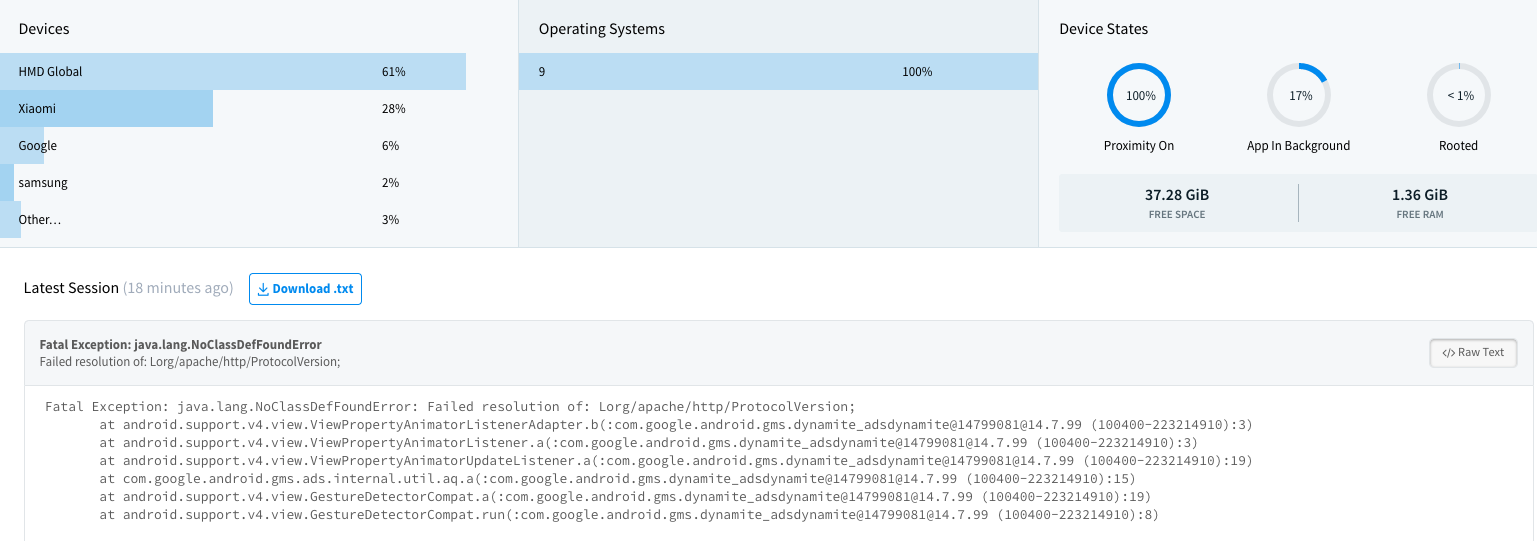 Devices
HMD Global 61%
Xiaomi 28%
Google 6%
samsung 2%
Other... 3%
Operating Systems
9 100%
Device States
100% 17% < 1%
Proximity On App In Background Rooted
37.28 GiB 1.36 GiB
FREE SPACE FREE RAM
Latest Session (18 minutes ago) Download .txt
Fatal Exception: java.lang.NoClassDefFoundError
Failed resolution of: Lorg/apache/http/ProtocolVersion;
</> Raw Text
Fatal Exception: java.lang.NoClassDefFoundError: Failed resolution of: Lorg/apache/http/ProtocolVersion;
at android.support.v4.view.ViewPropertyAnimatorListenerAdapter.b(:com.google.android.gms.dynamite_adsdynamite@14799081@14.7.99 (100400-223214910):3)
at android.support.v4.view.ViewPropertyAnimatorListener.a(:com.google.android.gms.dynamite_adsdynamite@14799081@14.7.99 (100400-223214910):3)
at android.support.v4.view.ViewPropertyAnimatorUpdateListener.a(:com.google.android.gms.dynamite_adsdynamite@14799081@14.7.99 (100400-223214910):19)
at com.google.android.gms.ads.internal.util.aq.a(:com.google.android.gms.dynamite_adsdynamite@14799081@14.7.99 (100400-223214910):15)
at android.support.v4.view.GestureDetectorCompat.a(:com.google.android.gms.dynamite_adsdynamite@14799081@14.7.99 (100400-223214910):19)
at android.support.v4.view.GestureDetectorCompat.run(:com.google.android.gms.dynamite_adsdynamite@14799081@14.7.99 (100400-223214910):8)